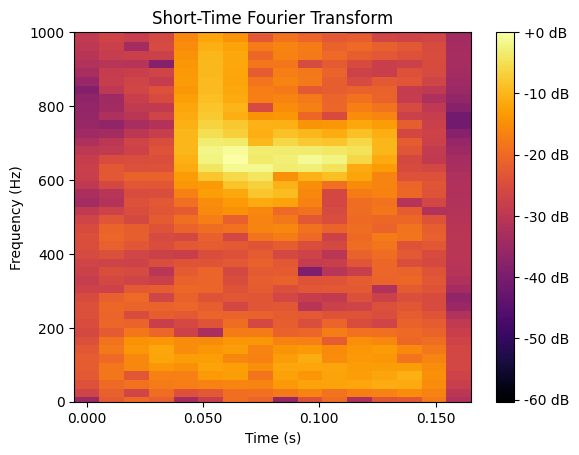 Short-Time Fourier Transform
1000
800
600
400
200
0
Frequency (Hz)
0.000
0.050
0.100
0.150
Time (s)
+0 dB
-10 dB
-20 dB
-30 dB
-40 dB
-50 dB
-60 dB